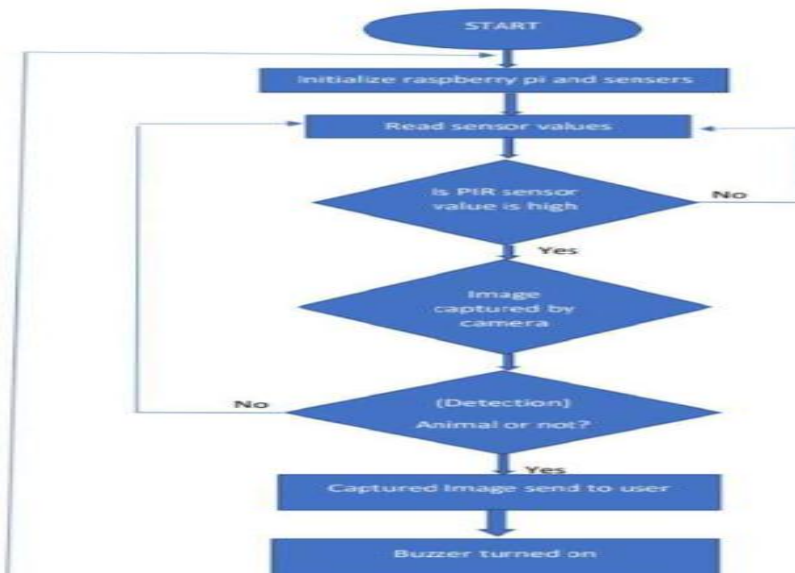 START
Initialize raspberry pi and sensers
Read sensor values
Is PIR sensor
value is high
No
Yes
Image
captured by
camera
No
(Detection)
Animal or not?
Yes
Captured Image send to user
Buzzer turned on